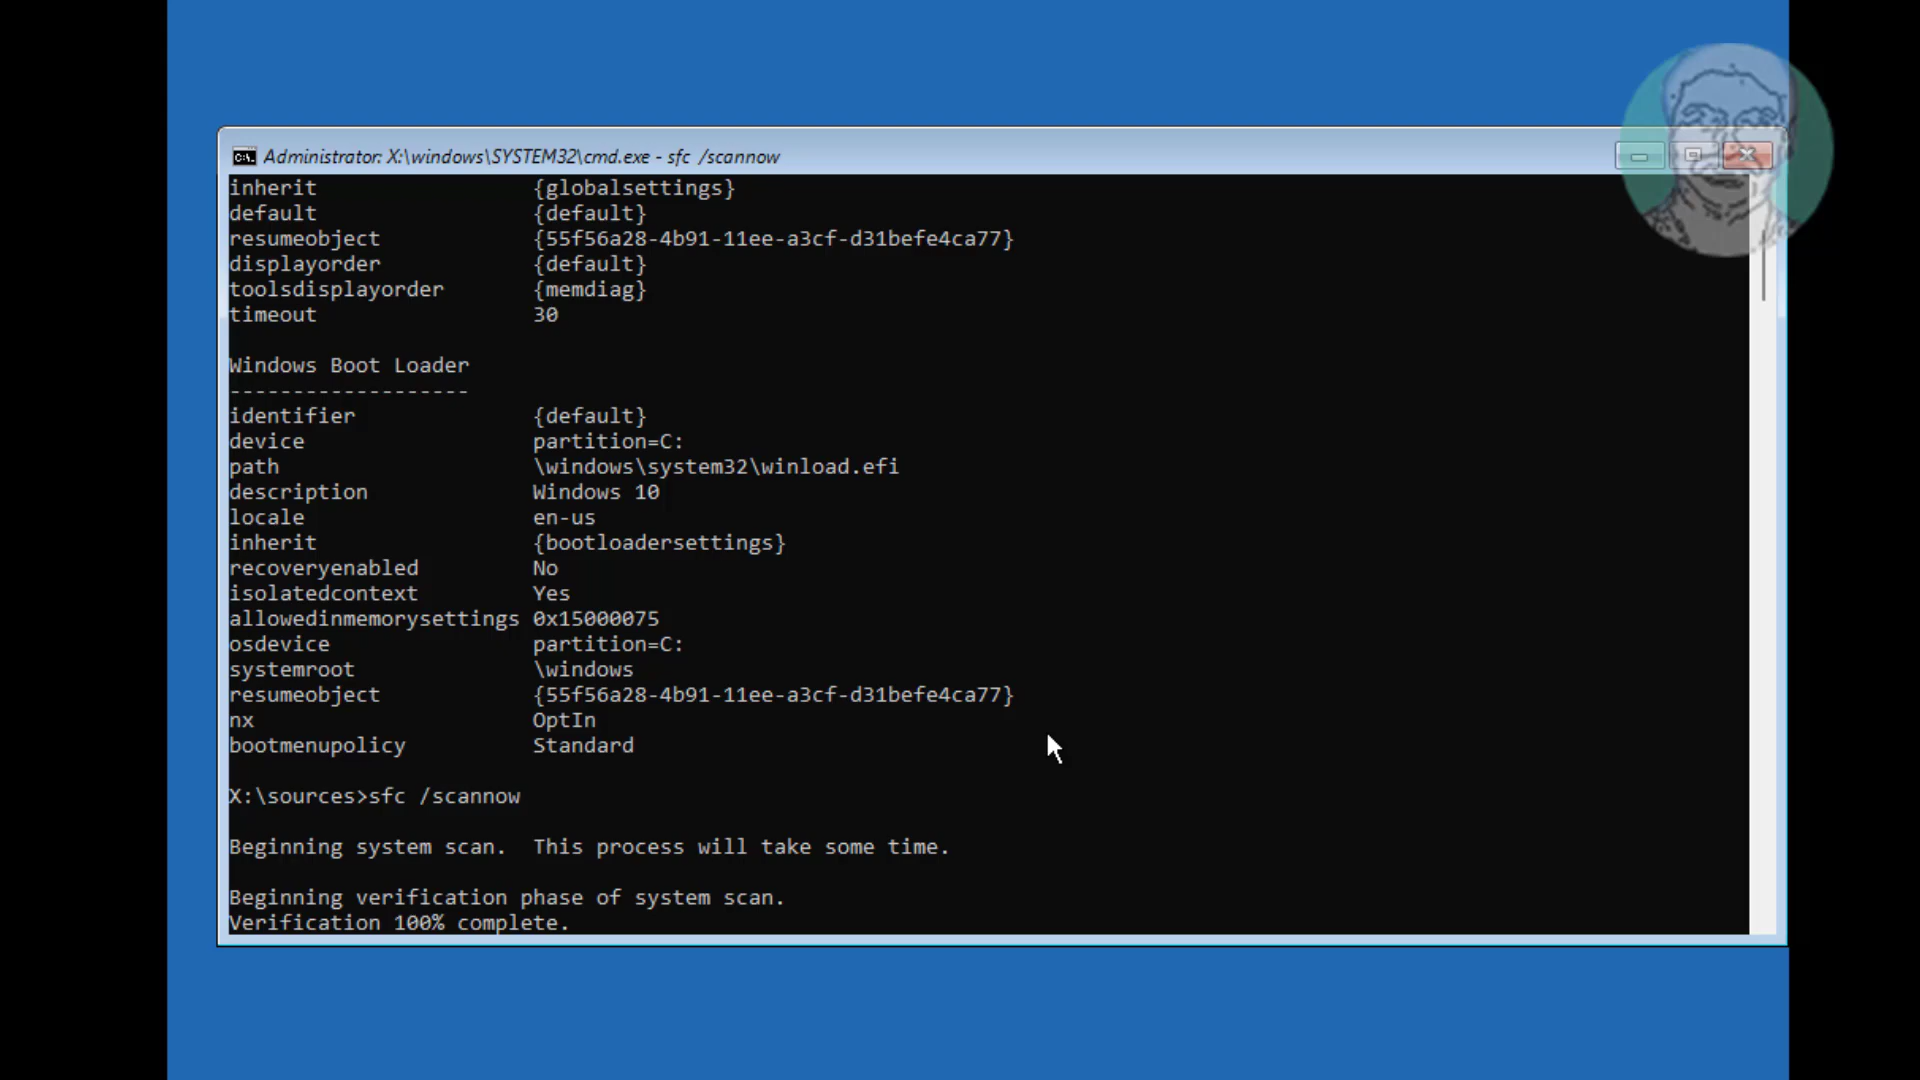 Administrator: X:\windows\SYSTEM32\cmd.exe - sfc /scannow
inherit {globalsettings}
default {default}
resumeobject {55f56a28-4b91-11ee-a3cf-d31befe4ca77}
displayorder {default}
toolsdisplayorder {memdiag}
timeout 30
Windows Boot Loader
-------------------
identifier {default}
device partition=C:
path \windows\system32\winload.efi
description Windows 10
locale en-us
inherit {bootloadersettings}
recoveryenabled No
isolatedcontext Yes
allowedinmemorysettings 0x15000075
osdevice partition=C:
systemroot \windows
resumeobject {55f56a28-4b91-11ee-a3cf-d31befe4ca77}
nx OptIn
bootmenupolicy Standard
X:\sources>sfc /scannow
Beginning system scan. This process will take some time.
Beginning verification phase of system scan.
Verification 100% complete.